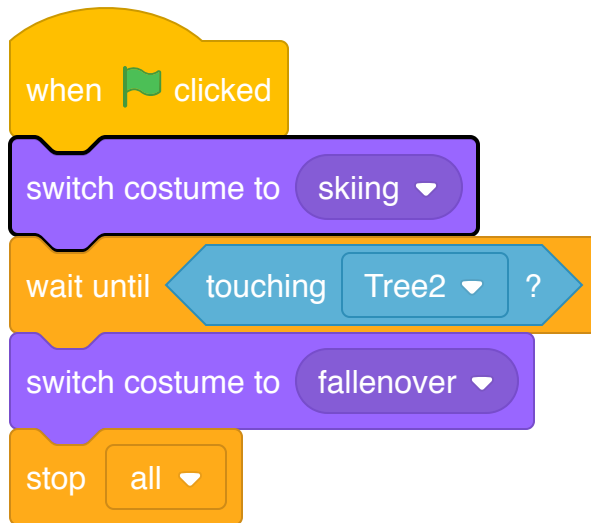 when clicked
switch costume to skiing
wait until touching Tree2 ?
switch costume to fallenover
stop all